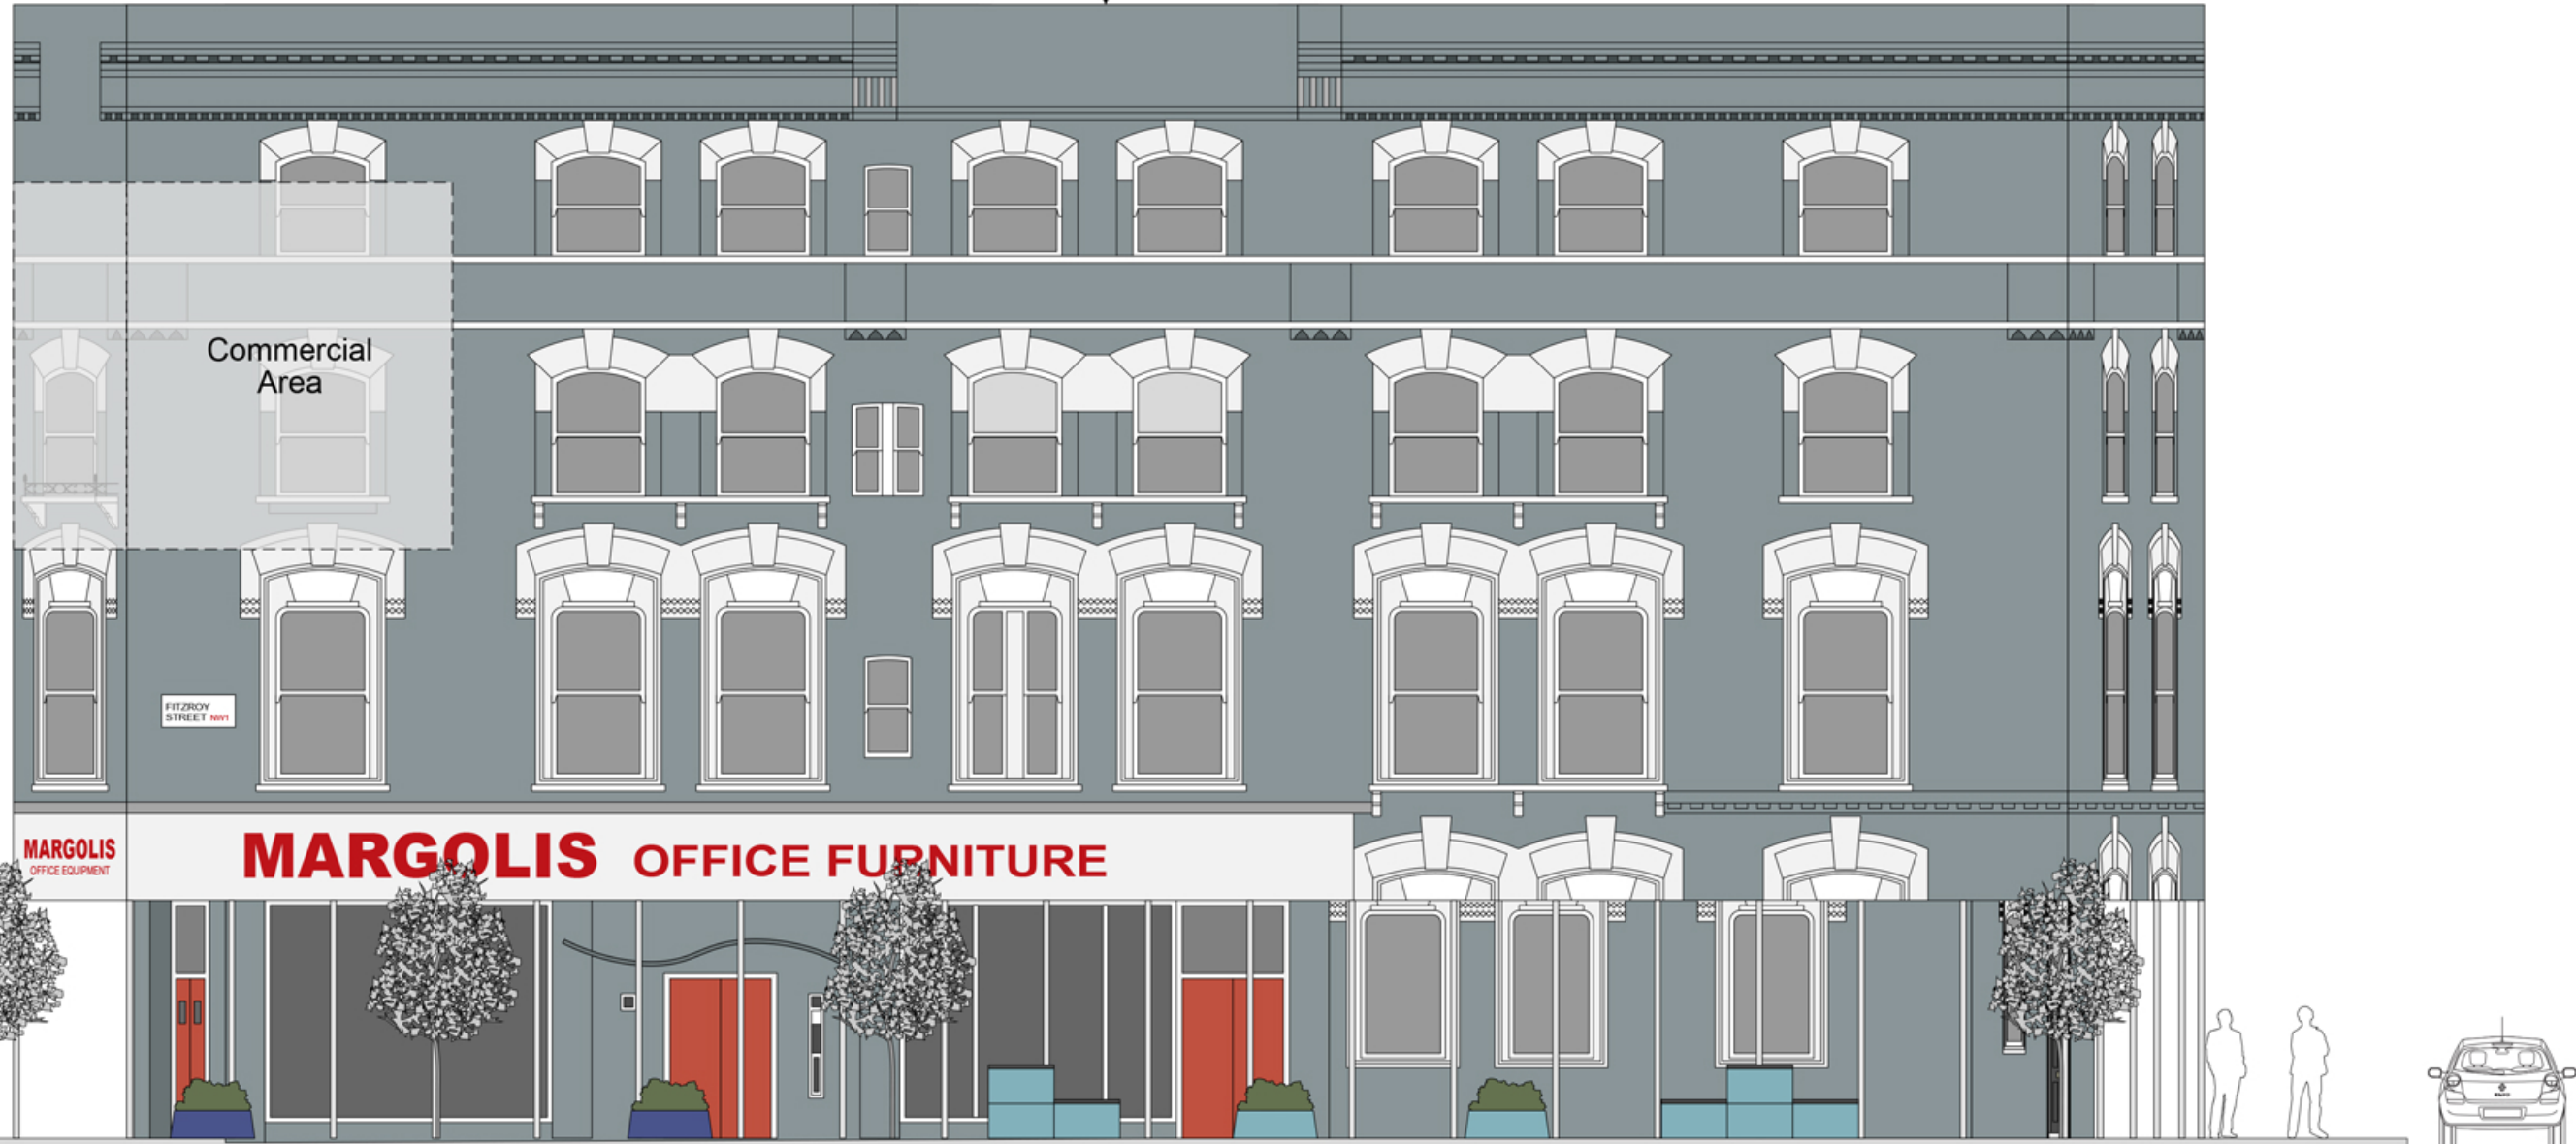 Commercial
Area
FITZROY
STREET NW1
MARGOLIS
OFFICE EQUIPMENT
MARGOLIS OFFICE FURNITURE